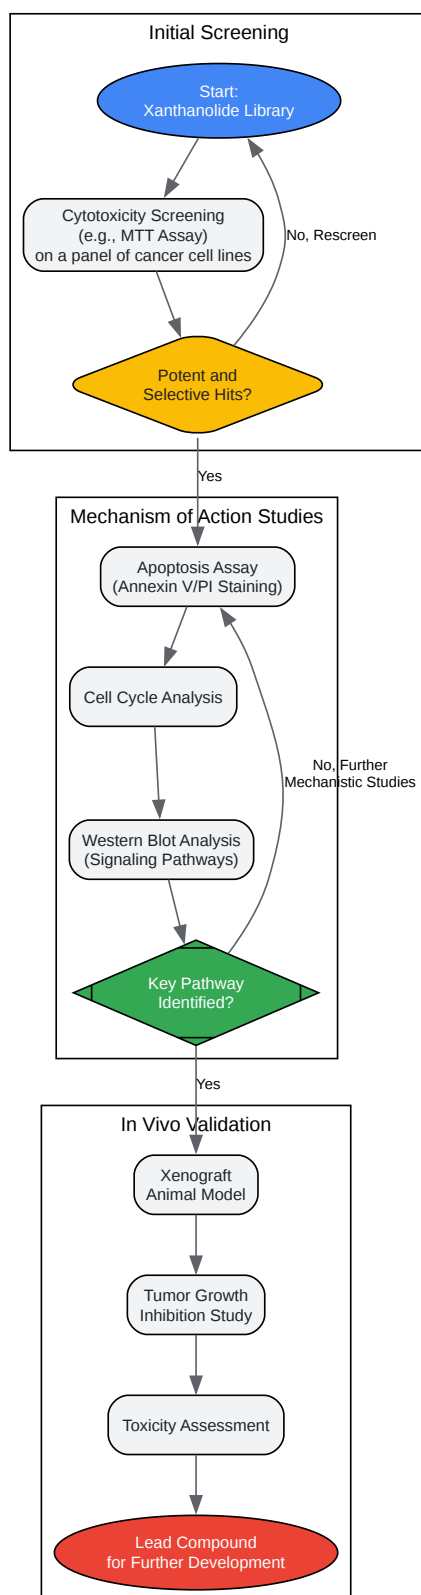 Initial Screening
Start:
Xanthanolide Library
Cytotoxicity Screening
(e.g., MTT Assay)
on a panel of cancer cell lines
No, Rescreen
Potent and
Selective Hits?
Yes
Mechanism of Action Studies
Apoptosis Assay
(Annexin V/PI Staining)
Cell Cycle Analysis
No, Further
Mechanistic Studies
Western Blot Analysis
(Signaling Pathways)
Key Pathway
Identified?
Yes
In Vivo Validation
Xenograft
Animal Model
Tumor Growth
Inhibition Study
Toxicity Assessment
Lead Compound
for Further Development